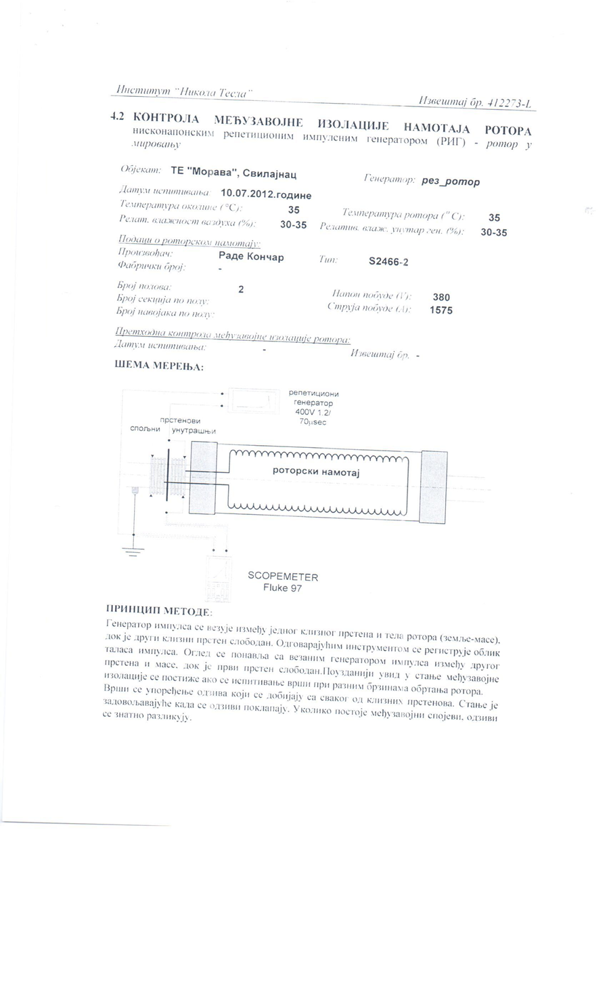 Институт "Никола Тесла"
Извештај бр. 412273-L
4.2 КОНТРОЛА МЕЂУЗАВОЈНЕ ИЗОЛАЦИЈЕ НАМОТАЈА РОТОРА
нисконапонским репетиционим импулсним генератором (РИГ) - ротор у
мировању
Објекат: ТЕ "Морава", Свилајнац
Генератор: рез_ротор
Датум испитивања: 10.07.2012.године
Температура околине (°C): 35
Температура ротора (°C): 35
Релат. влажност ваздуха (%): 30-35
Релатив. влаж. унутар ген. (%): 30-35
Подаци о роторском намотају:
Произвођач: Раде Кончар
Тип: S2466-2
Фабрички број: -
Број полова: 2
Напон побуде (V): 380
Број секција по полу:
Струја побуде (A): 1575
Број навојака по полу:
Претходна контрола међузавојне изолације ротора:
Датум испитивања: -
Извештај бр. -
ШЕМА МЕРЕЊА:
репетициони
генератор
400V 1.2/
70µsec
прстенови
спољни унутрашњи
роторски намотај
SCOPEMETER
Fluke 97
ПРИНЦИП МЕТОДЕ:
Генератор импулса се везује између једног клизног прстена и тела ротора (земље-масе),
док је други клизни прстен слободан. Одговарајућим инструментом се региструје облик
таласа импулса. Оглед се понавља са везаним генератором импулса између другог
прстена и масе, док је први прстен слободан.Поузданији увид у стање међузавојне
изолације се постиже ако се испитивање врши при разним брзинама обртања ротора.
Врши се упоређење одзива који се добијају са сваког од клизних прстенова. Стање је
задовољавајуће када се одзиви поклапају. Уколико постоје међузавојни спојеви, одзиви
се знатно разликују.